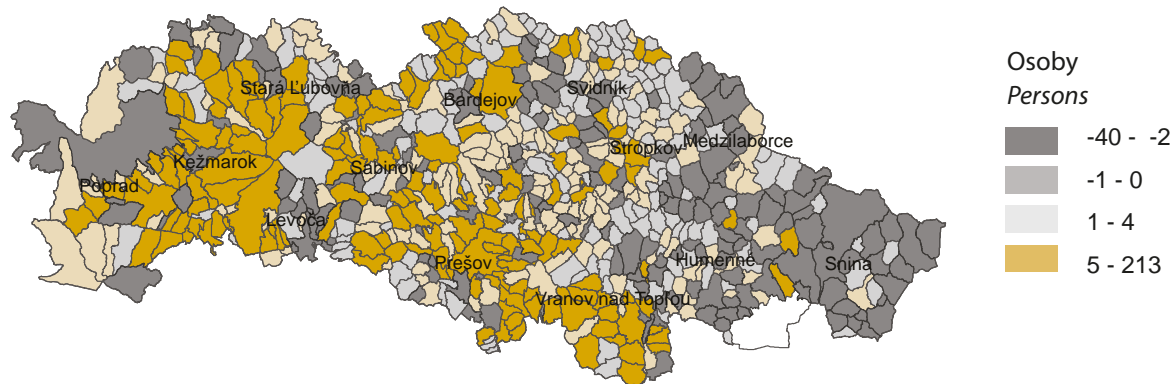 Osoby
Persons
-40 - -2
-1 - 0
1 - 4
5 - 213
Stará Ľubovňa
Bardejov
Svidník
Stropkov
Medzilaborce
Kežmarok
Sabinov
Poprad
Levoča
Prešov
Humenné
Snina
Vranov nad Topľou